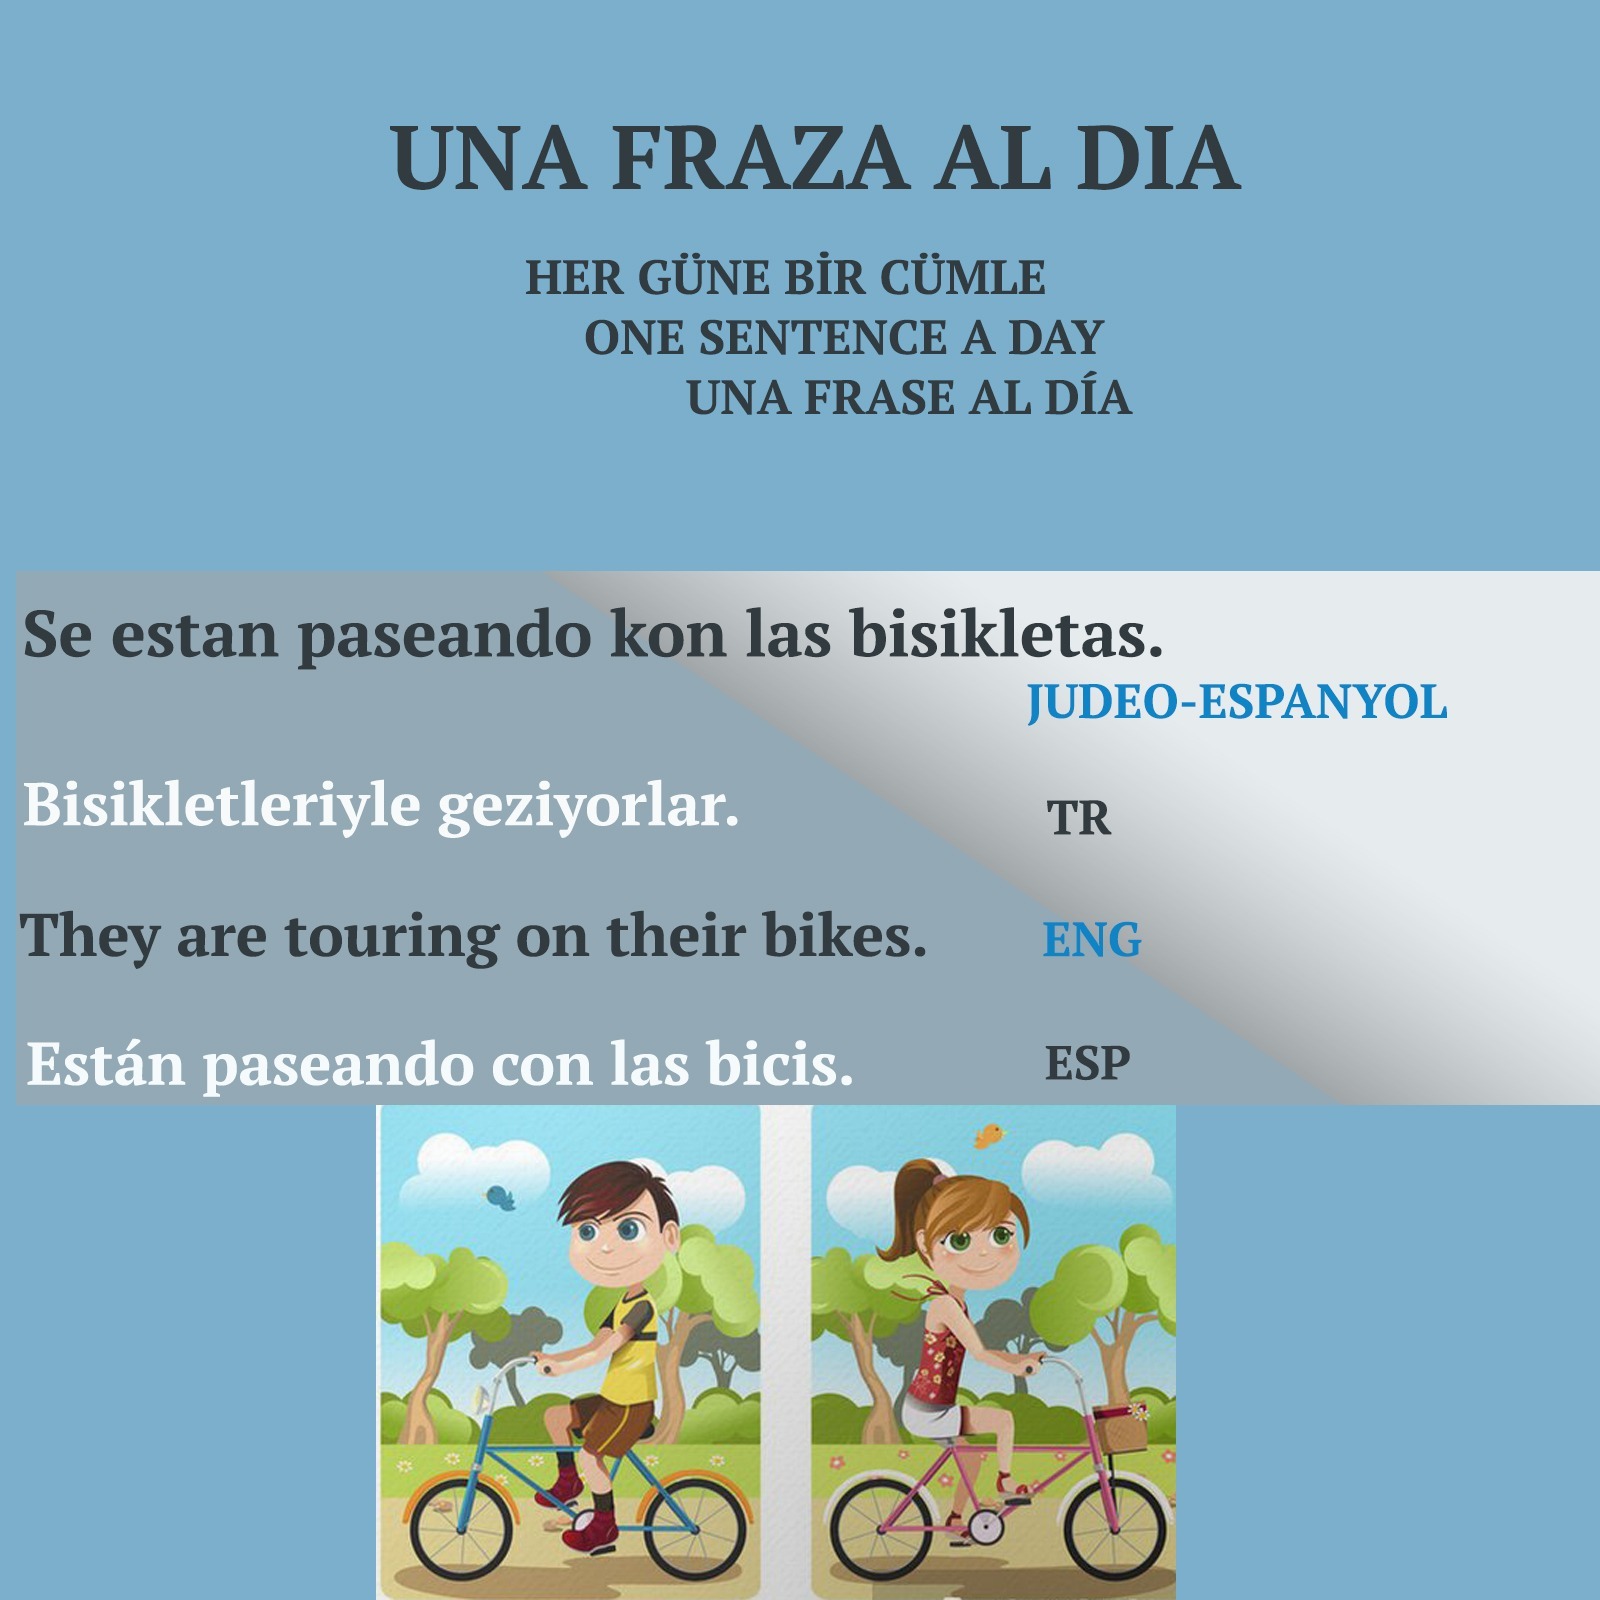 UNA FRAZA AL DIA
HER GÜNE BİR CÜMLE
ONE SENTENCE A DAY
UNA FRASE AL DÍA
Se estan paseando kon las bisikletas.
JUDEO-ESPANYOL
Bisikletleriyle geziyorlar.
TR
They are touring on their bikes.
ENG
Están paseando con las bicis.
ESP